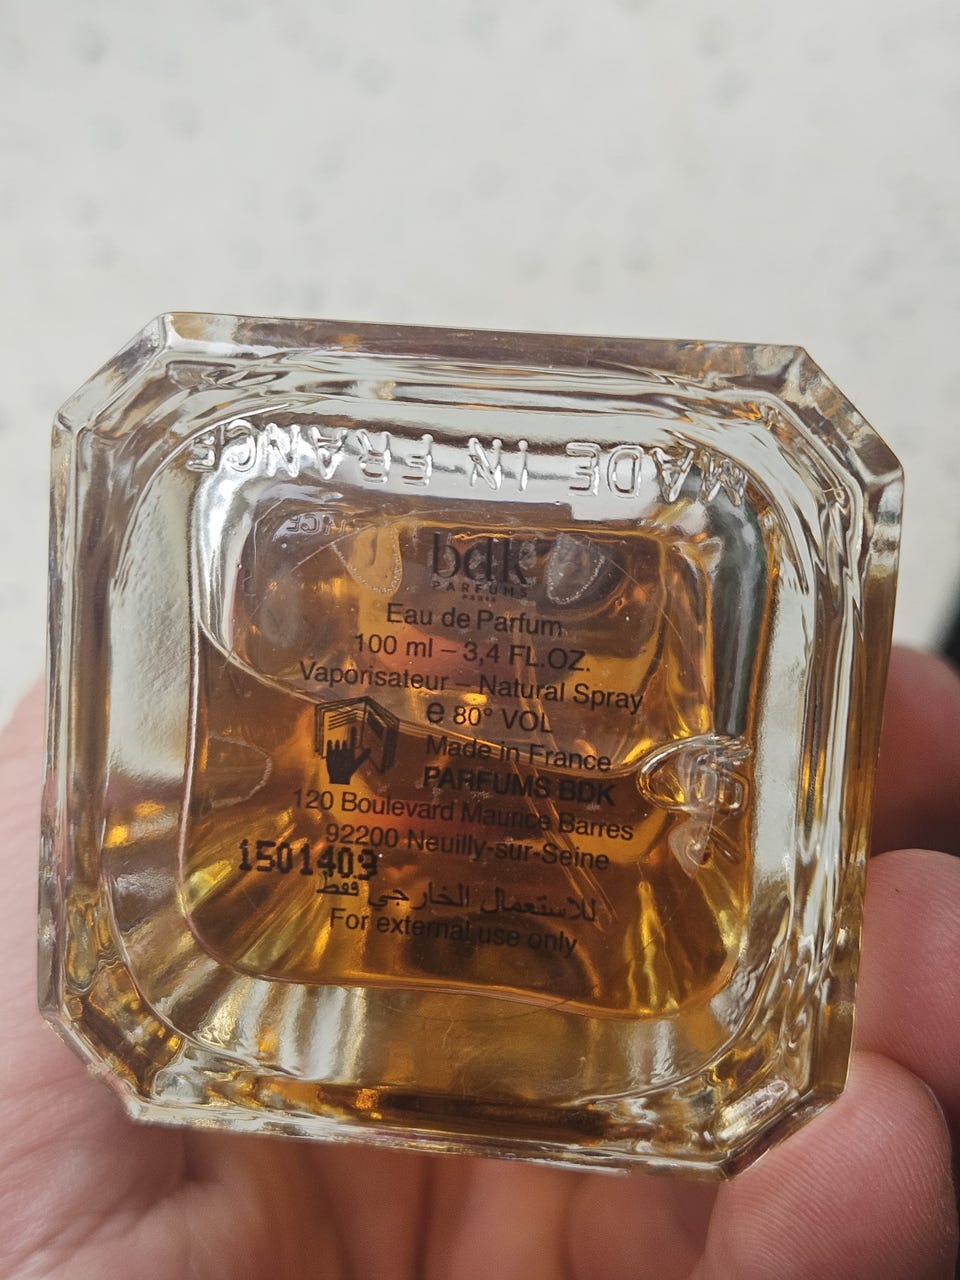 MADE IN FRANCE
bdk
PARFUMS
PARIS
Eau de Parfum
100 ml – 3,4 FL.OZ.
Vaporisateur – Natural Spray
e 80° VOL
Made in France
PARFUMS BDK
120 Boulevard Maurice Barres
92200 Neuilly-sur-Seine
1501409
للاستعمال الخارجي فقط
For external use only